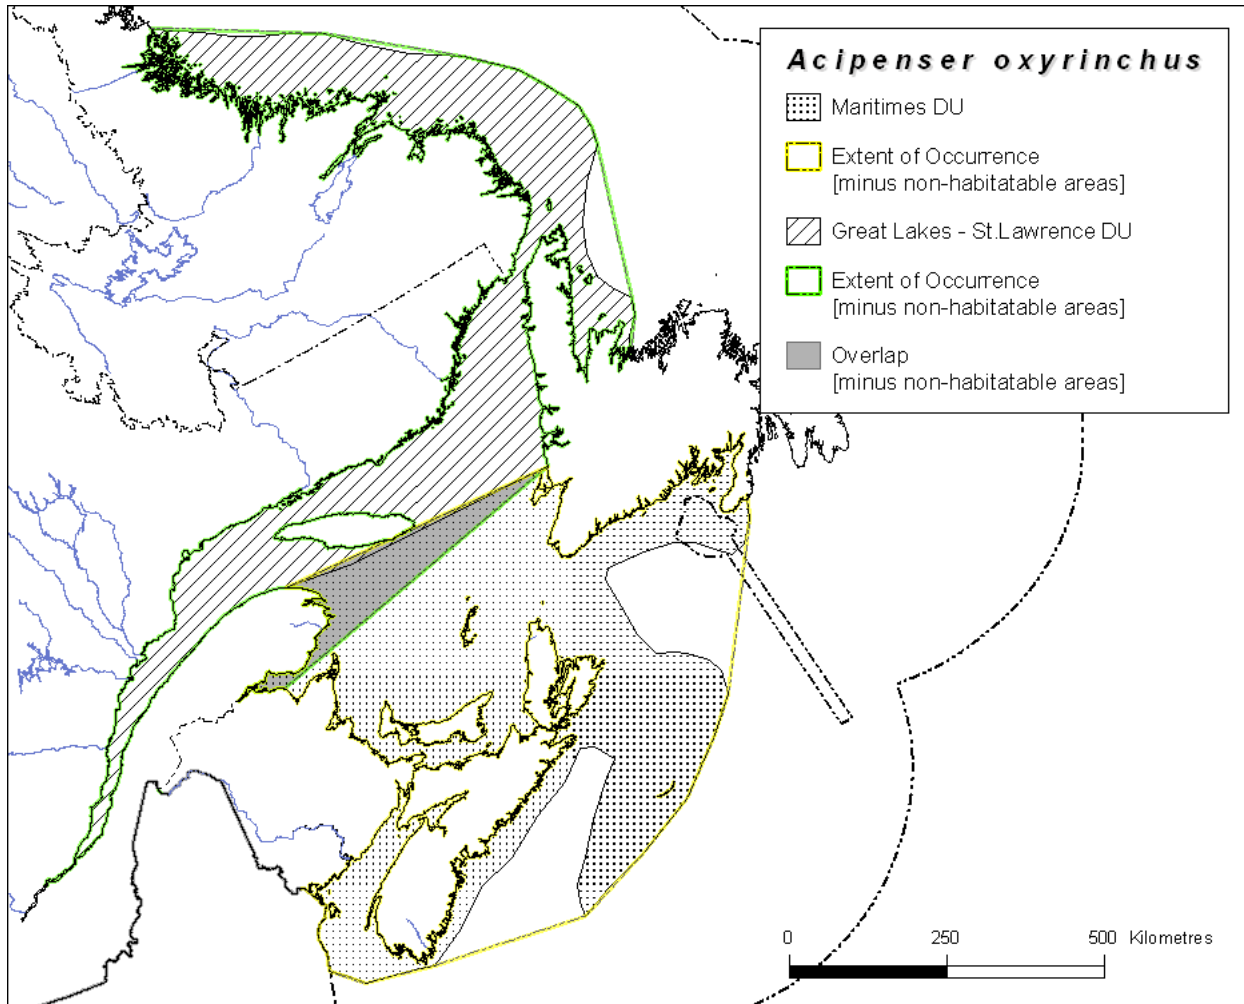 Acipenser oxyrinchus
Maritimes DU
Extent of Occurrence
[minus non-habitatable areas]
Great Lakes - St.Lawrence DU
Extent of Occurrence
[minus non-habitatable areas]
Overlap
[minus non-habitatable areas]
0 250 500 Kilometres